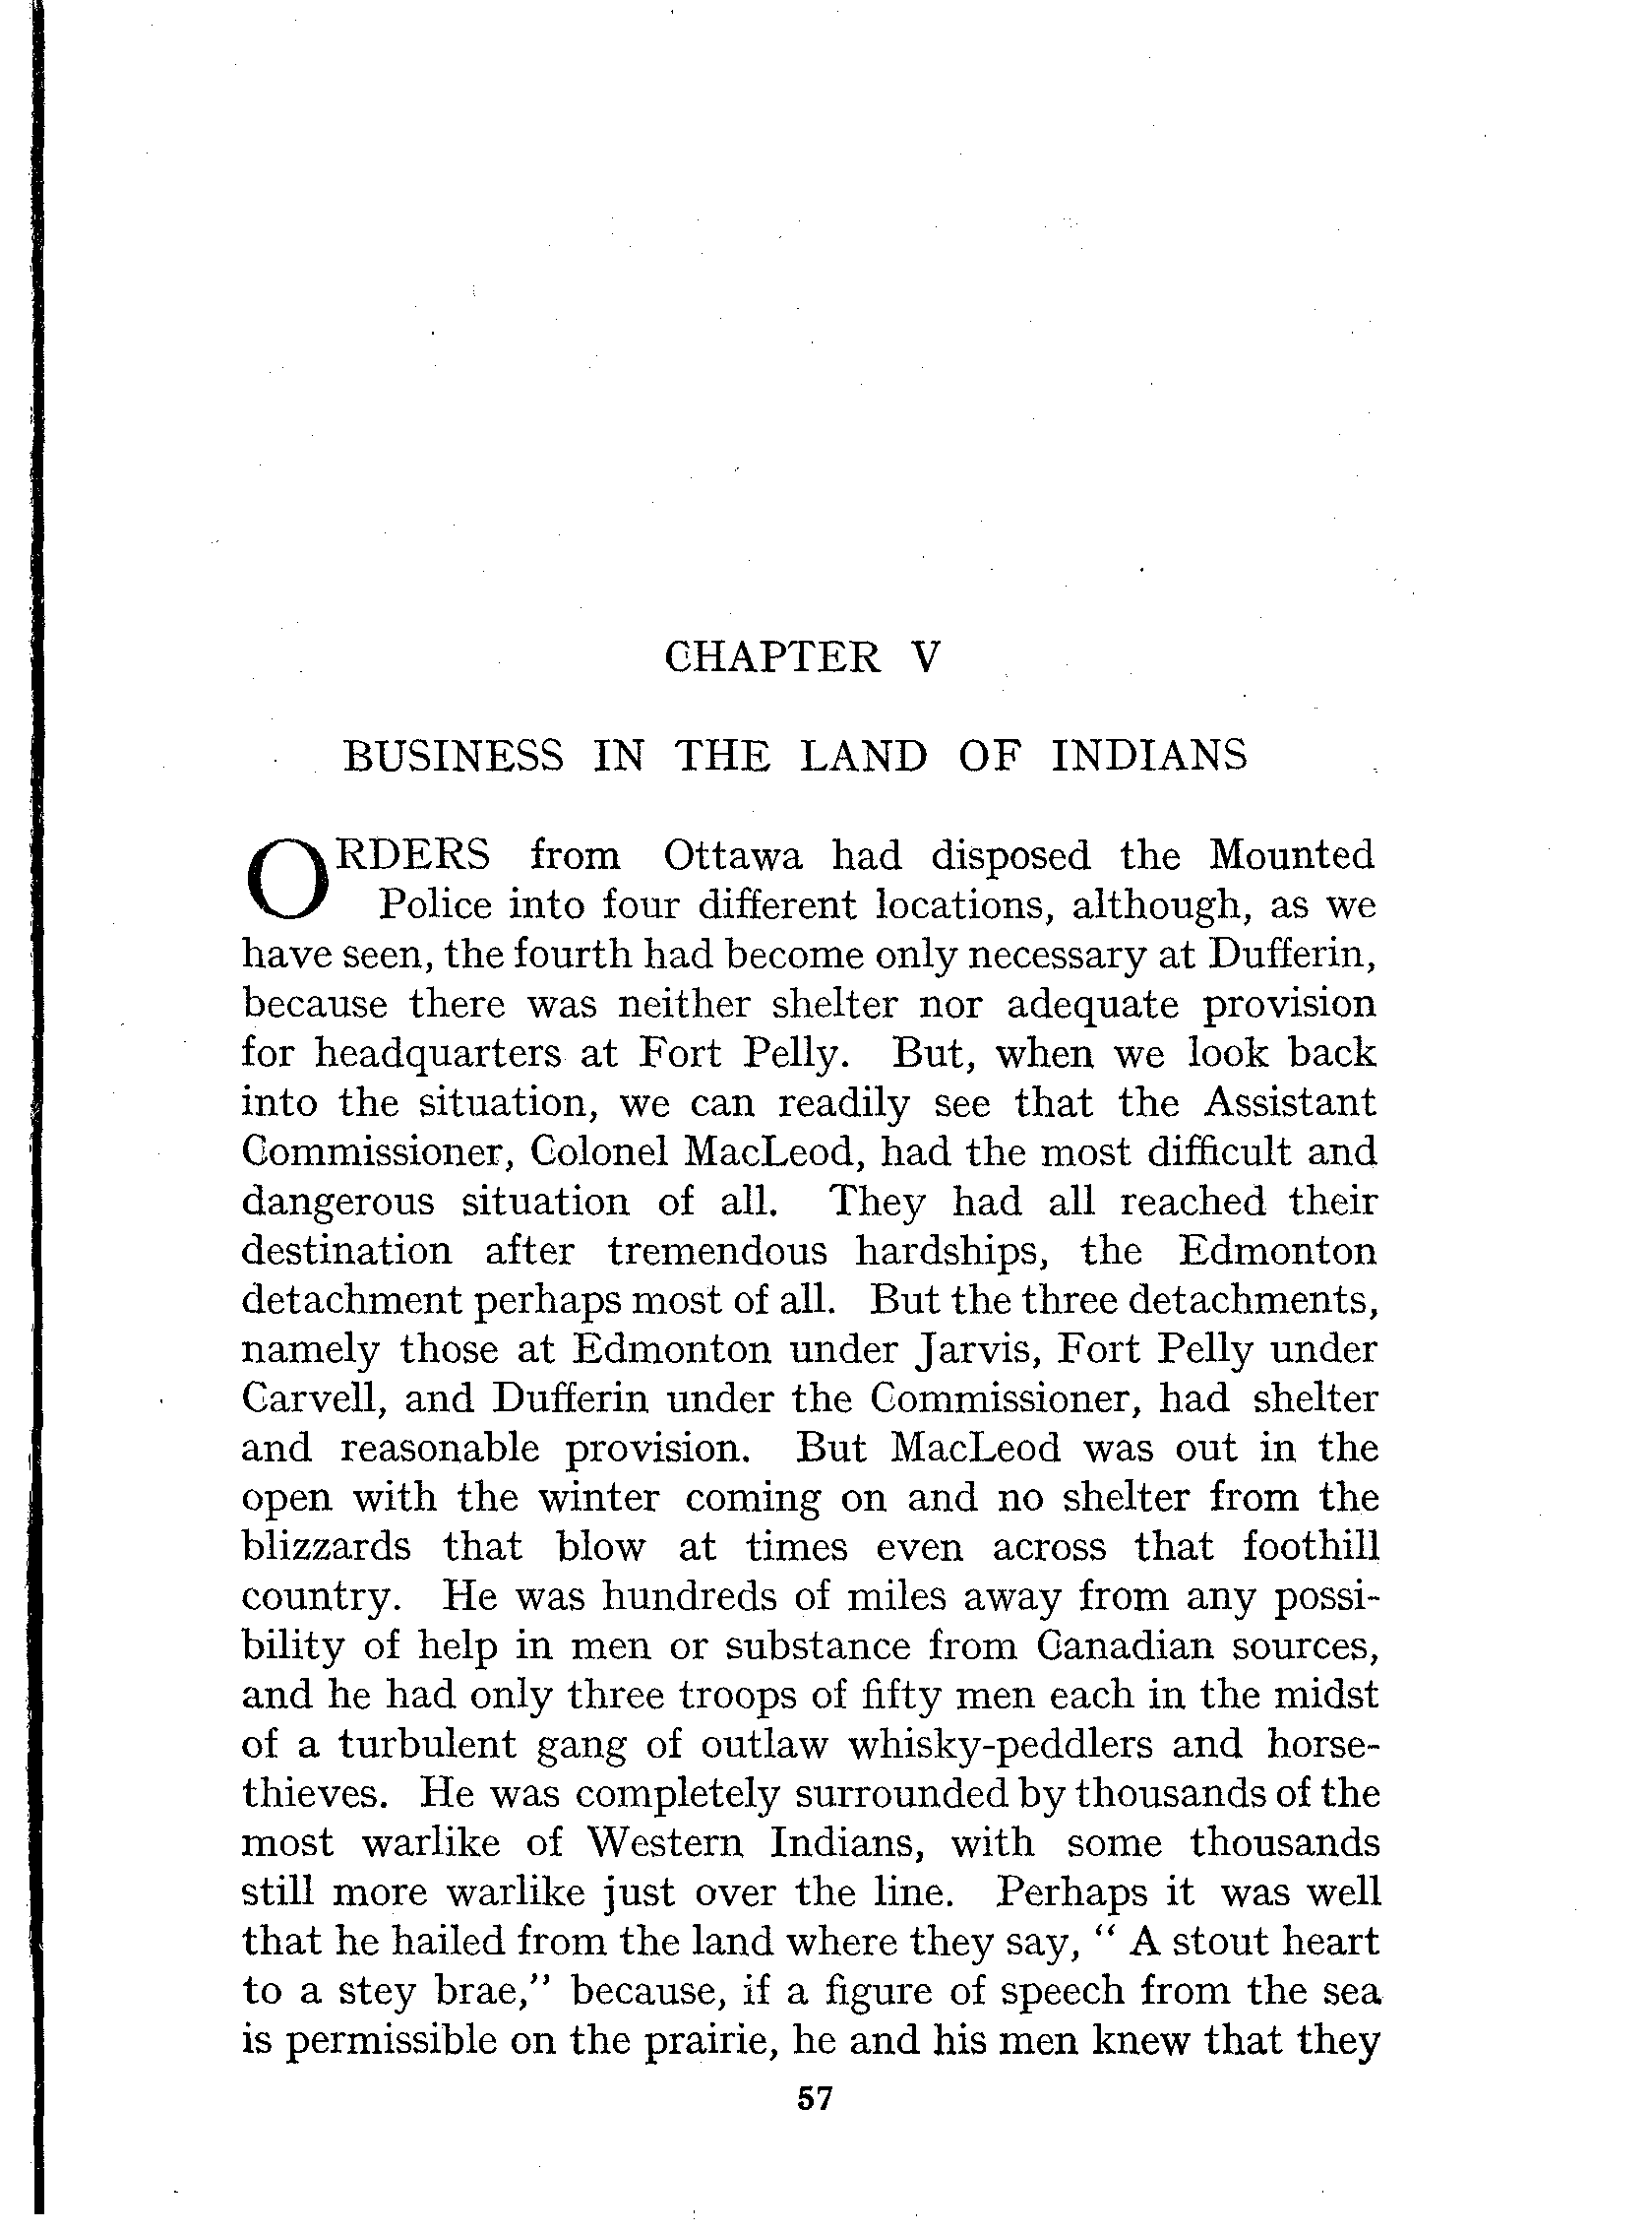 CHAPTER V
BUSINESS IN THE LAND OF INDIANS
ORDERS from Ottawa had disposed the Mounted
Police into four different locations, although, as we
have seen, the fourth had become only necessary at Dufferin,
because there was neither shelter nor adequate provision
for headquarters at Fort Pelly. But, when we look back
into the situation, we can readily see that the Assistant
Commissioner, Colonel MacLeod, had the most difficult and
dangerous situation of all. They had all reached their
destination after tremendous hardships, the Edmonton
detachment perhaps most of all. But the three detachments,
namely those at Edmonton under Jarvis, Fort Pelly under
Carvell, and Dufferin under the Commissioner, had shelter
and reasonable provision. But MacLeod was out in the
open with the winter coming on and no shelter from the
blizzards that blow at times even across that foothill
country. He was hundreds of miles away from any possi-
bility of help in men or substance from Canadian sources,
and he had only three troops of fifty men each in the midst
of a turbulent gang of outlaw whisky-peddlers and horse-
thieves. He was completely surrounded by thousands of the
most warlike of Western Indians, with some thousands
still more warlike just over the line. Perhaps it was well
that he hailed from the land where they say, " A stout heart
to a stey brae," because, if a figure of speech from the sea
is permissible on the prairie, he and his men knew that they
57